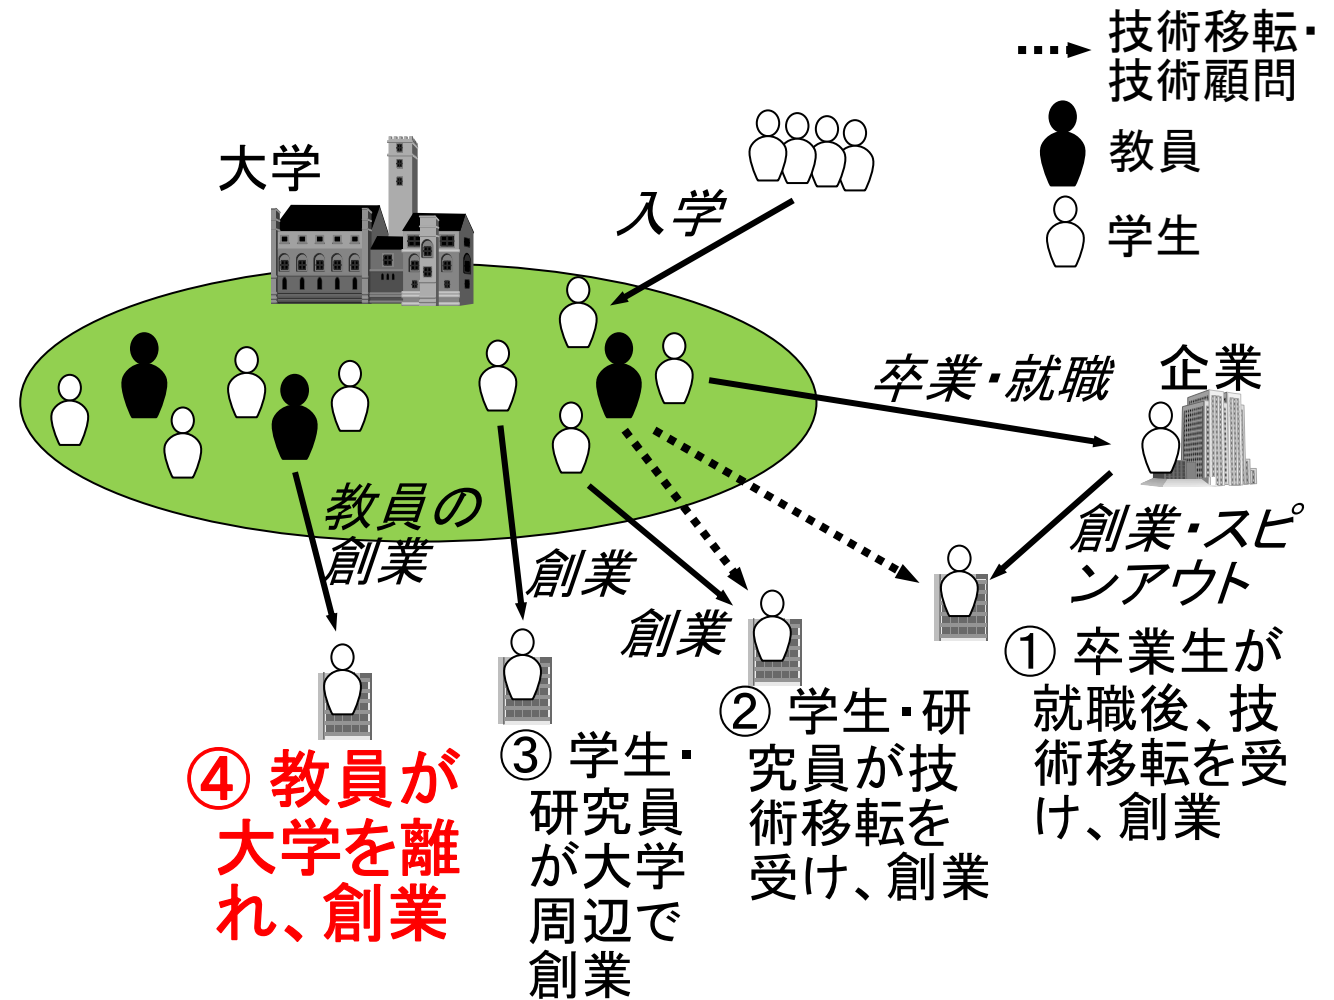 技術移転・
技術顧問
教員
学生
大学
入学
卒業・就職
企業
教員の
創業
創業
創業
創業・スピ
ンアウト
① 卒業生が
就職後、技
術移転を受
け、創業
② 学生・研
究員が技
術移転を
受け、創業
③ 学生・
研究員
が大学
周辺で
創業
④ 教員が
大学を離
れ、創業